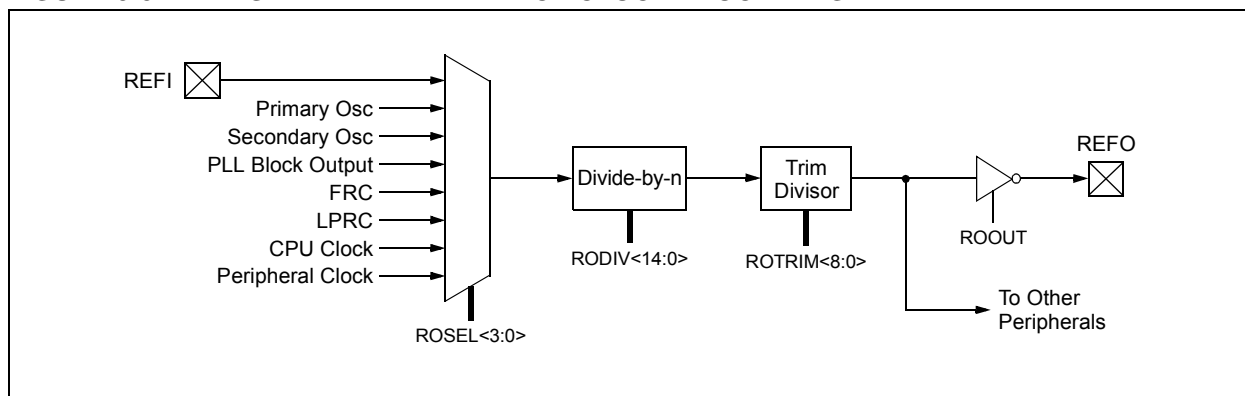 REFI
Primary Osc
Secondary Osc
PLL Block Output
FRC
LPRC
CPU Clock
Peripheral Clock
ROSEL<3:0>
Divide-by-n
RODIV<14:0>
Trim
Divisor
ROTRIM<8:0>
REFO
ROOUT
To Other
Peripherals